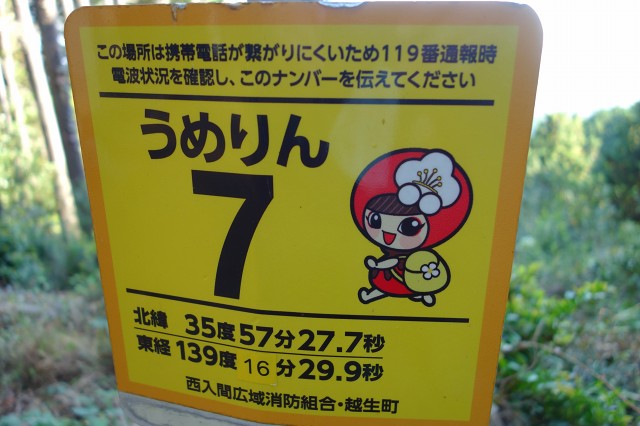 この場所は携帯電話が繋がりにくいため119番通報時
電波状況を確認し、このナンバーを伝えてください
うめりん
7
北緯 35度57分27.7秒
東経 139度16分29.9秒
西入間広域消防組合・越生町